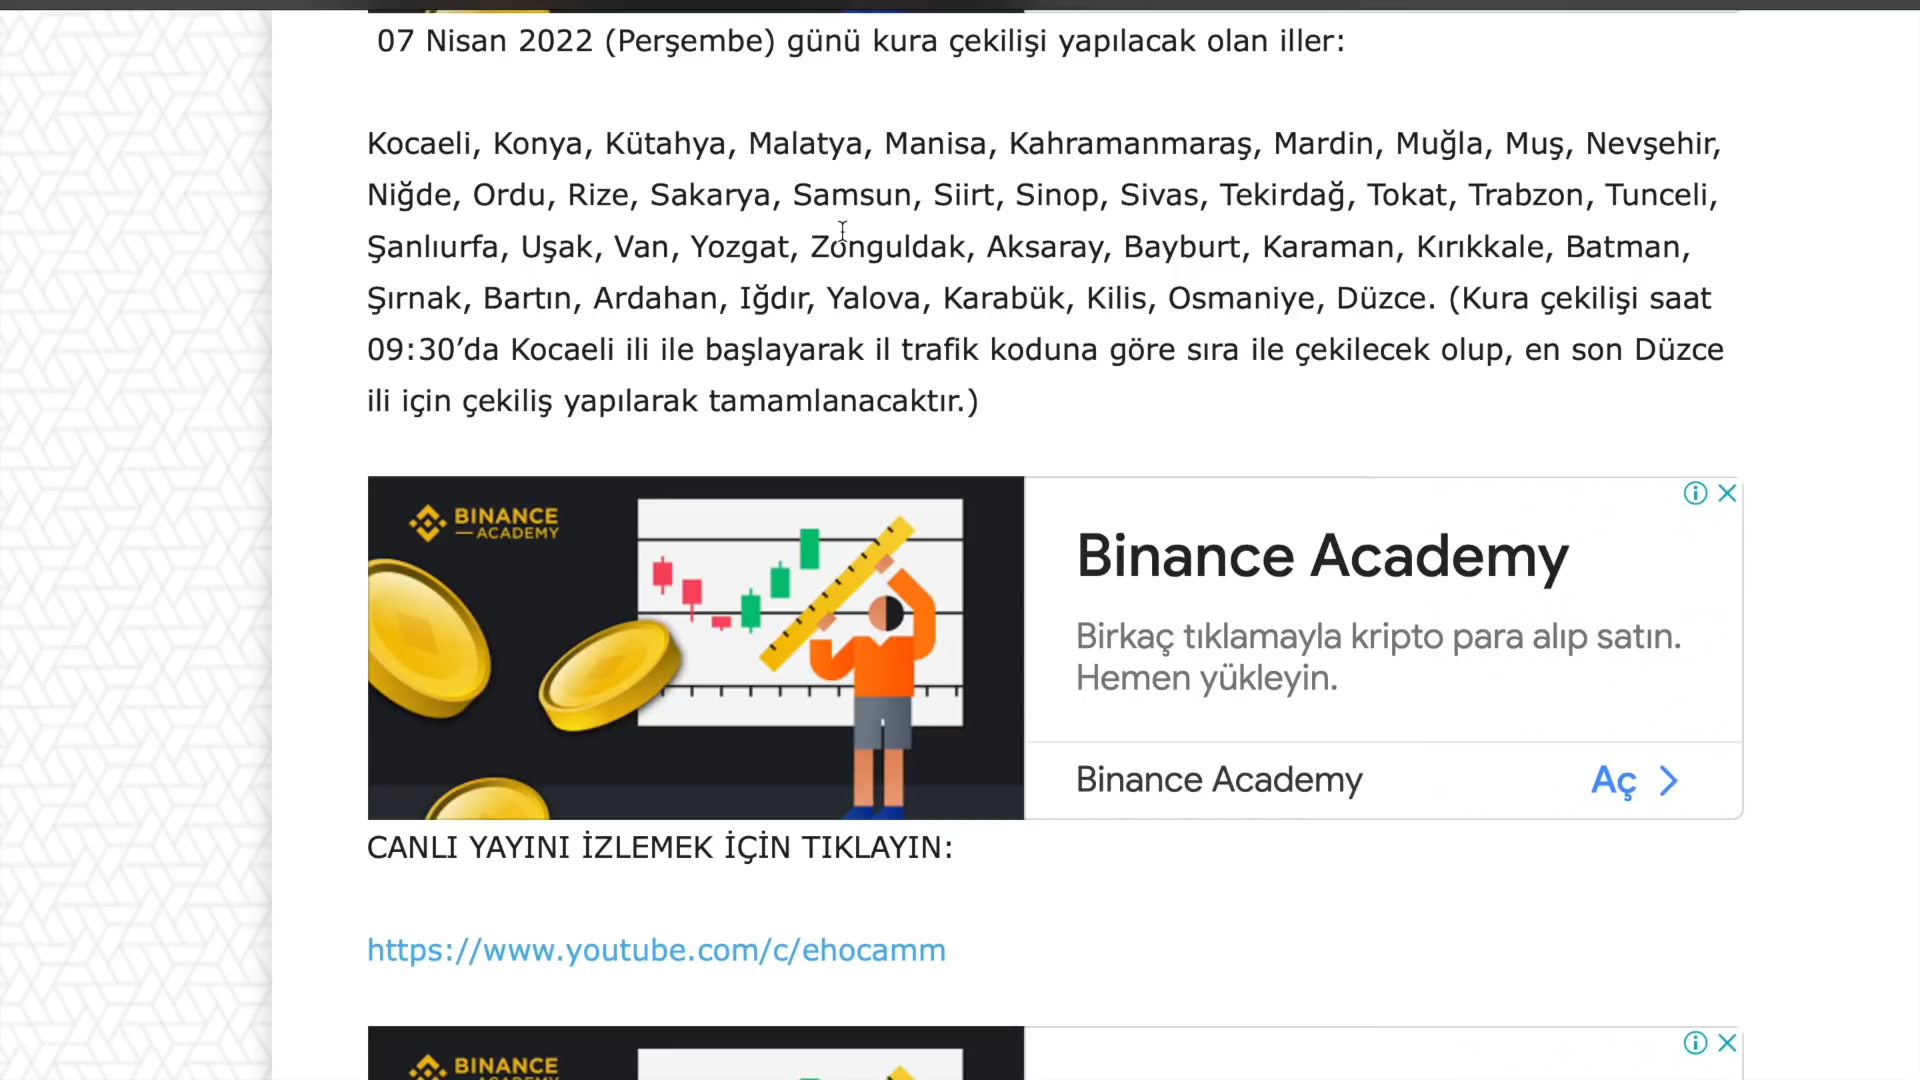 07 Nisan 2022 (Perşembe) günü kura çekilişi yapılacak olan iller:
Kocaeli, Konya, Kütahya, Malatya, Manisa, Kahramanmaraş, Mardin, Muğla, Muş, Nevşehir,
Niğde, Ordu, Rize, Sakarya, Samsun, Siirt, Sinop, Sivas, Tekirdağ, Tokat, Trabzon, Tunceli,
Şanlıurfa, Uşak, Van, Yozgat, Zonguldak, Aksaray, Bayburt, Karaman, Kırıkkale, Batman,
Şırnak, Bartın, Ardahan, Iğdır, Yalova, Karabük, Kilis, Osmaniye, Düzce. (Kura çekilişi saat
09:30’da Kocaeli ili ile başlayarak il trafik koduna göre sıra ile çekilecek olup, en son Düzce
ili için çekiliş yapılarak tamamlanacaktır.)
BINANCE
ACADEMY
Binance Academy
Birkaç tıklamayla kripto para alıp satın.
Hemen yükleyin.
Binance Academy
Aç
CANLI YAYINI İZLEMEK İÇİN TIKLAYIN:
https://www.youtube.com/c/ehocamm
BINANCE
ACADEMY